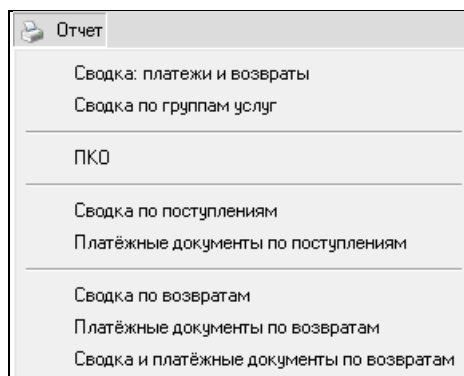 Отчет
Сводка: платежи и возвраты
Сводка по группам услуг
ПКО
Сводка по поступлениям
Платёжные документы по поступлениям
Сводка по возвратам
Платёжные документы по возвратам
Сводка и платёжные документы по возвратам